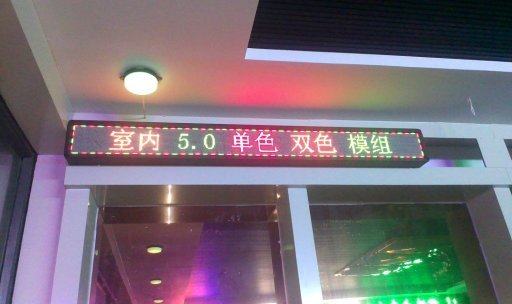 室内 5.0 单色 双色 模组